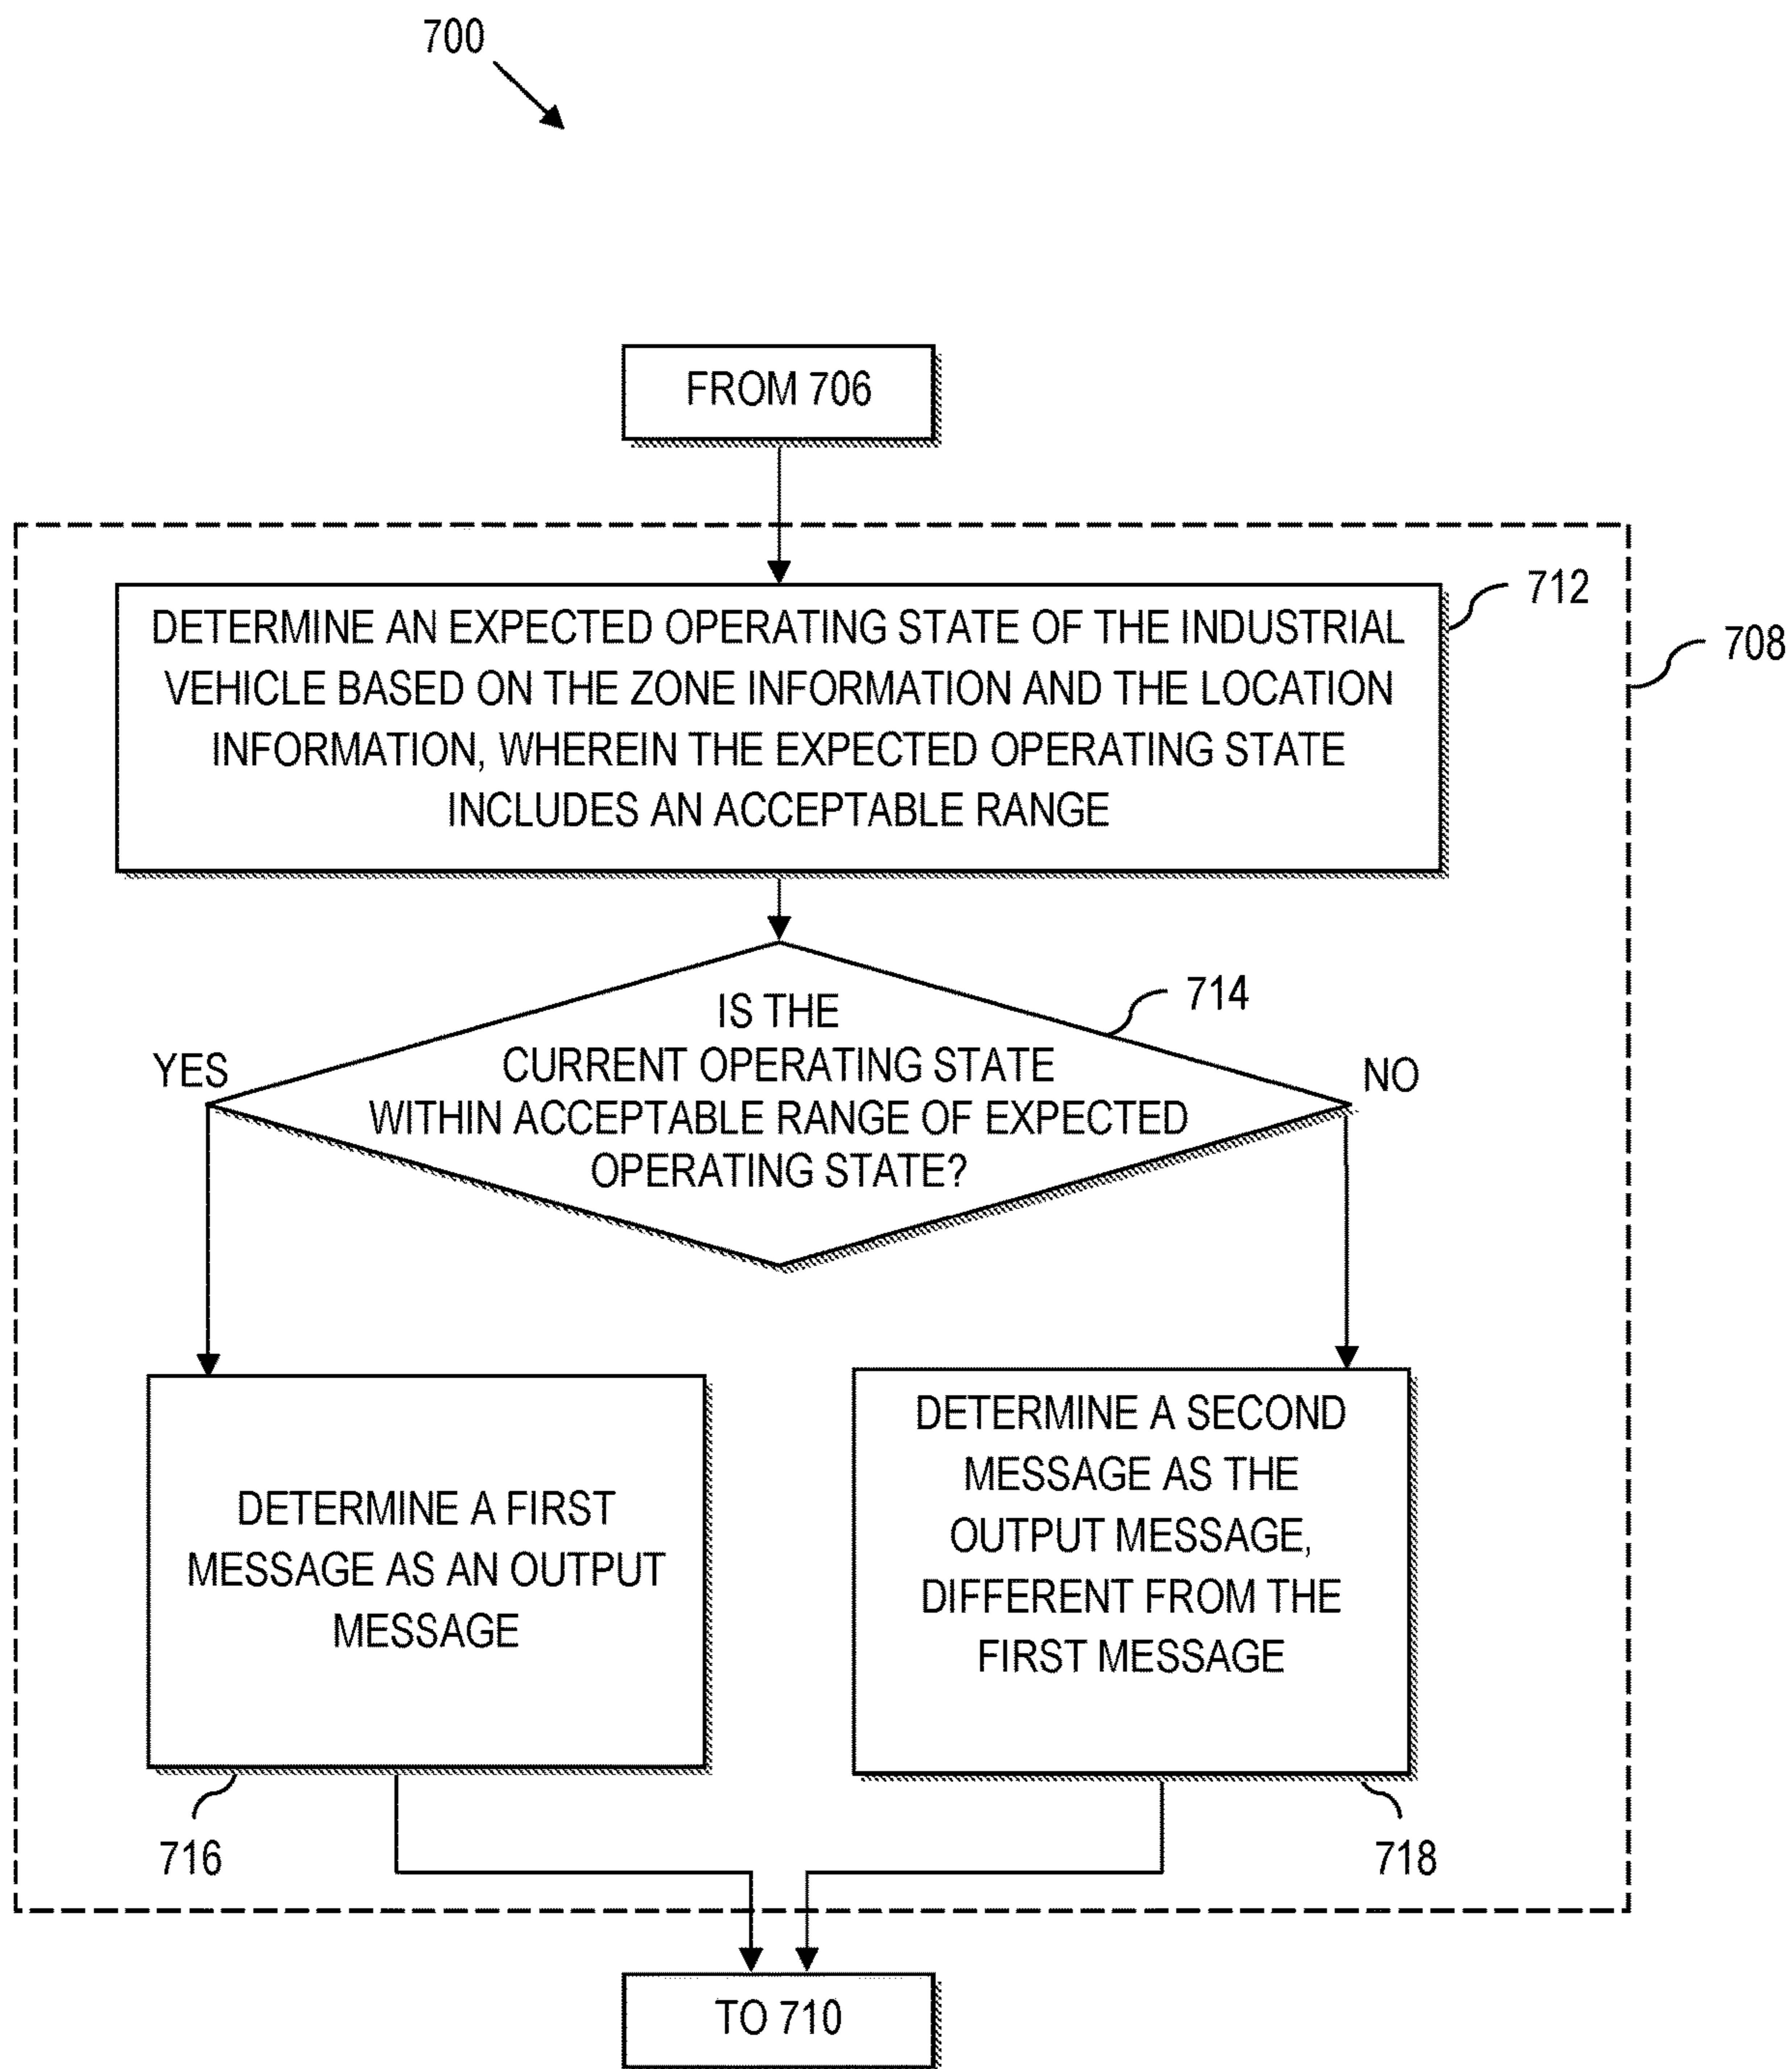 700
FROM 706
DETERMINE AN EXPECTED OPERATING STATE OF THE INDUSTRIAL
VEHICLE BASED ON THE ZONE INFORMATION AND THE LOCATION
INFORMATION, WHEREIN THE EXPECTED OPERATING STATE
INCLUDES AN ACCEPTABLE RANGE
712
708
IS THE
CURRENT OPERATING STATE
WITHIN ACCEPTABLE RANGE OF EXPECTED
OPERATING STATE?
714
YES
NO
DETERMINE A FIRST
MESSAGE AS AN OUTPUT
MESSAGE
716
DETERMINE A SECOND
MESSAGE AS THE
OUTPUT MESSAGE,
DIFFERENT FROM THE
FIRST MESSAGE
718
TO 710